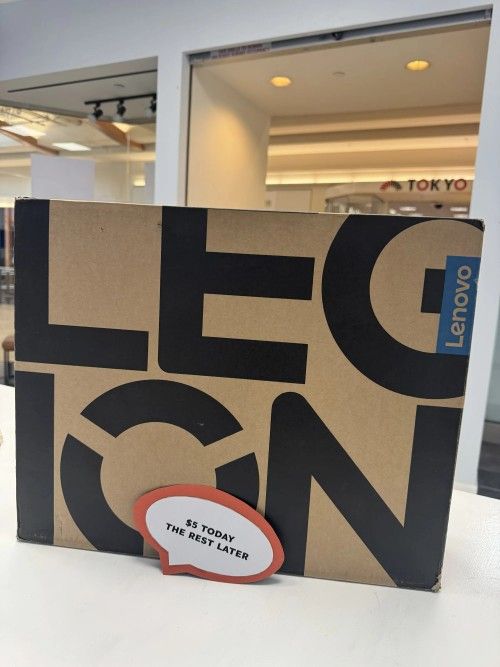 TOKYO
LEG
Lenovo
ION
$5 TODAY
THE REST LATER